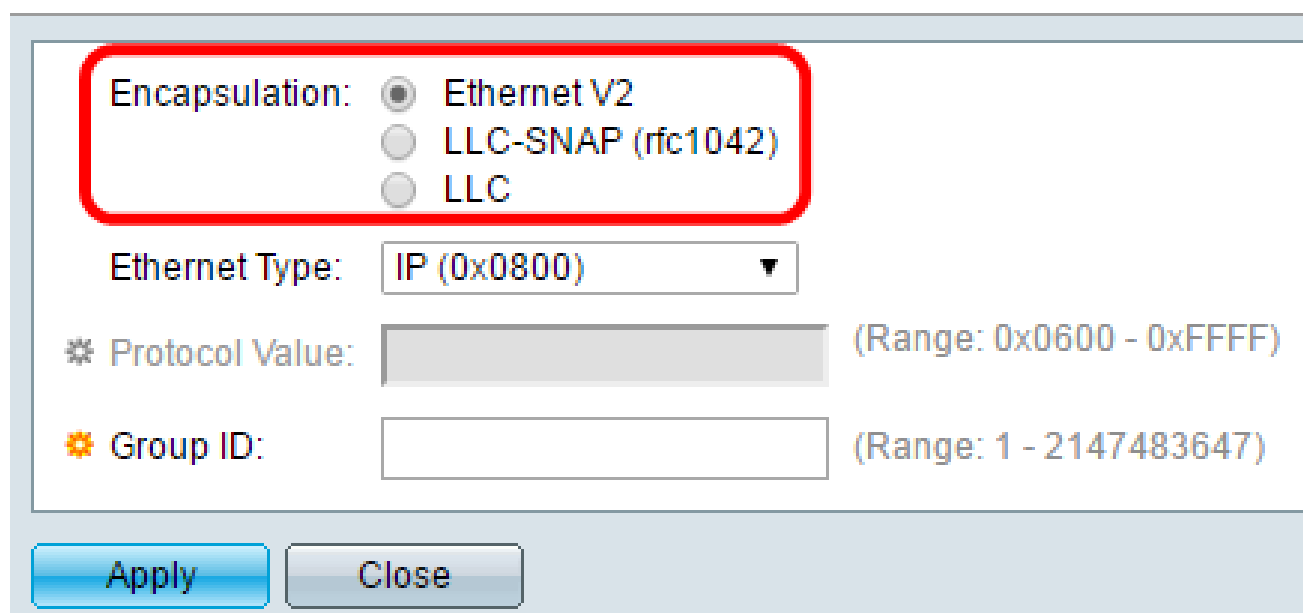 Encapsulation: Ethernet V2
LLC-SNAP (rfc1042)
LLC
Ethernet Type: IP (0x0800)
Protocol Value: (Range: 0x0600 - 0xFFFF)
Group ID: (Range: 1 - 2147483647)
Apply Close